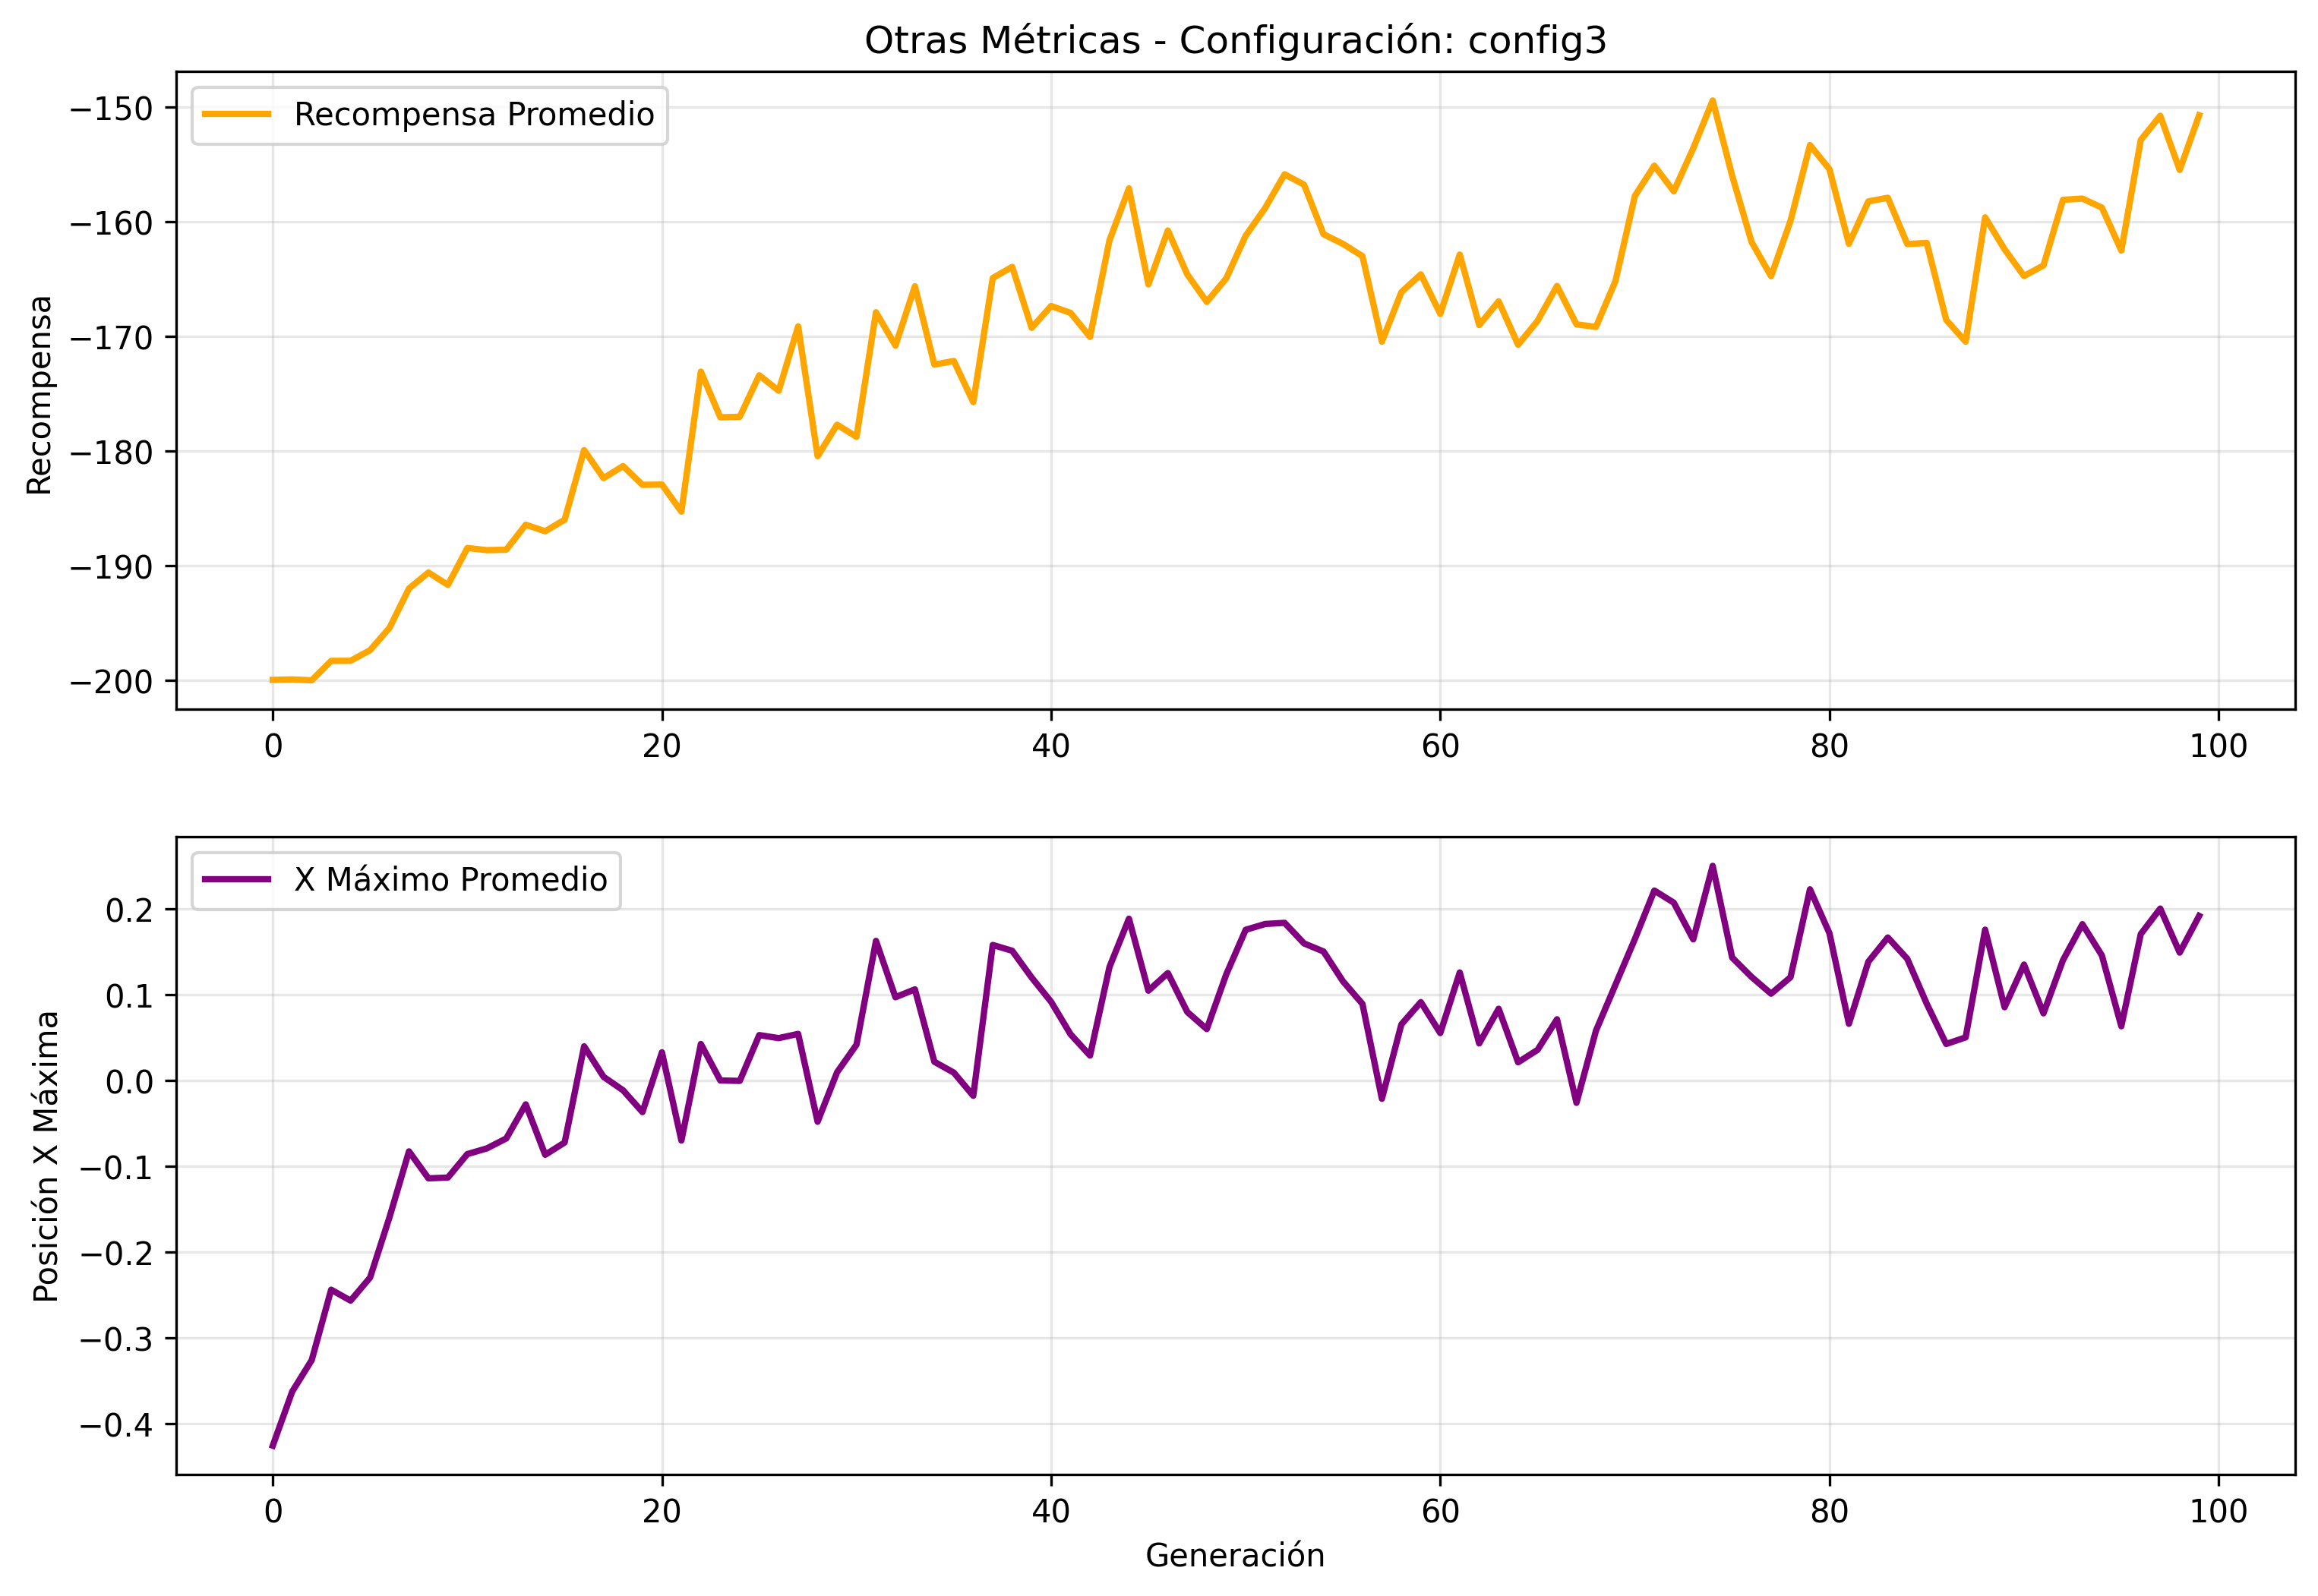 Otras Métricas - Configuración: config3
Recompensa Promedio
Recompensa
−150
−160
−170
−180
−190
−200
0 20 40 60 80 100
X Máximo Promedio
Posición X Máxima
0.2
0.1
0.0
−0.1
−0.2
−0.3
−0.4
0 20 40 60 80 100
Generación